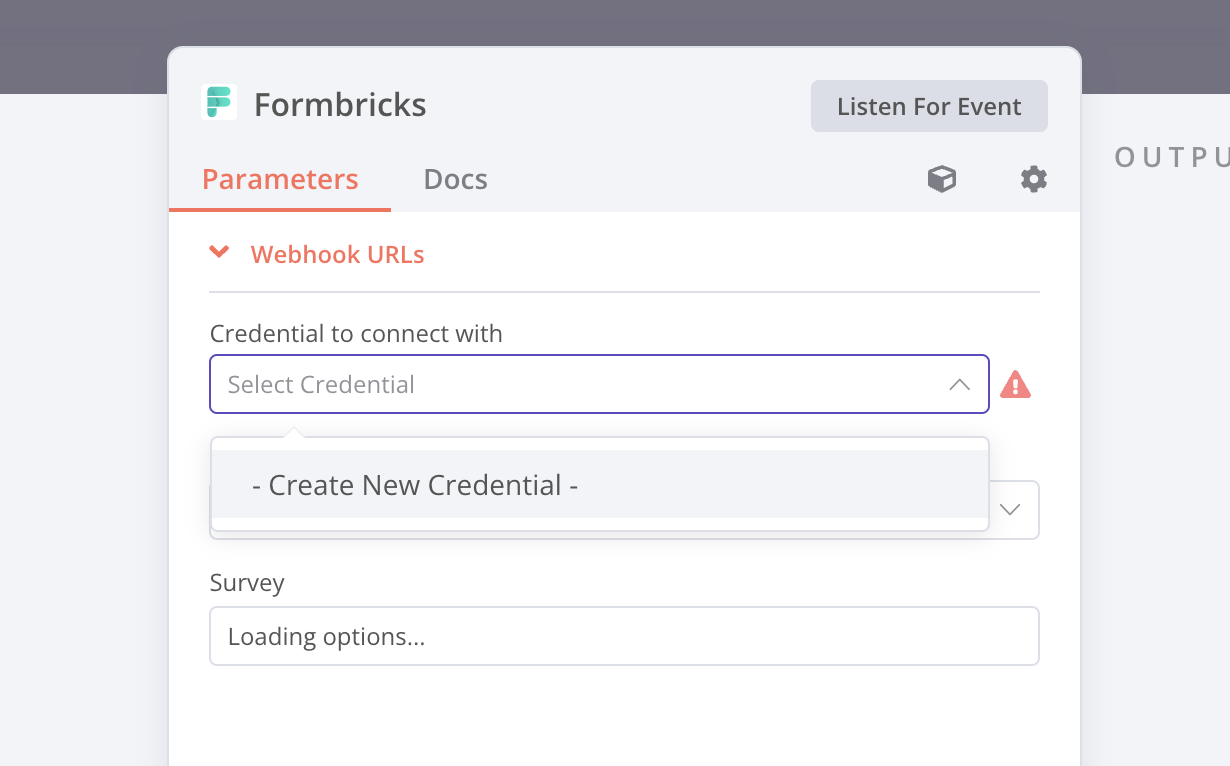 Formbricks
Listen For Event
OUTPU
Parameters
Docs
Webhook URLs
Credential to connect with
Select Credential
- Create New Credential -
Survey
Loading options...